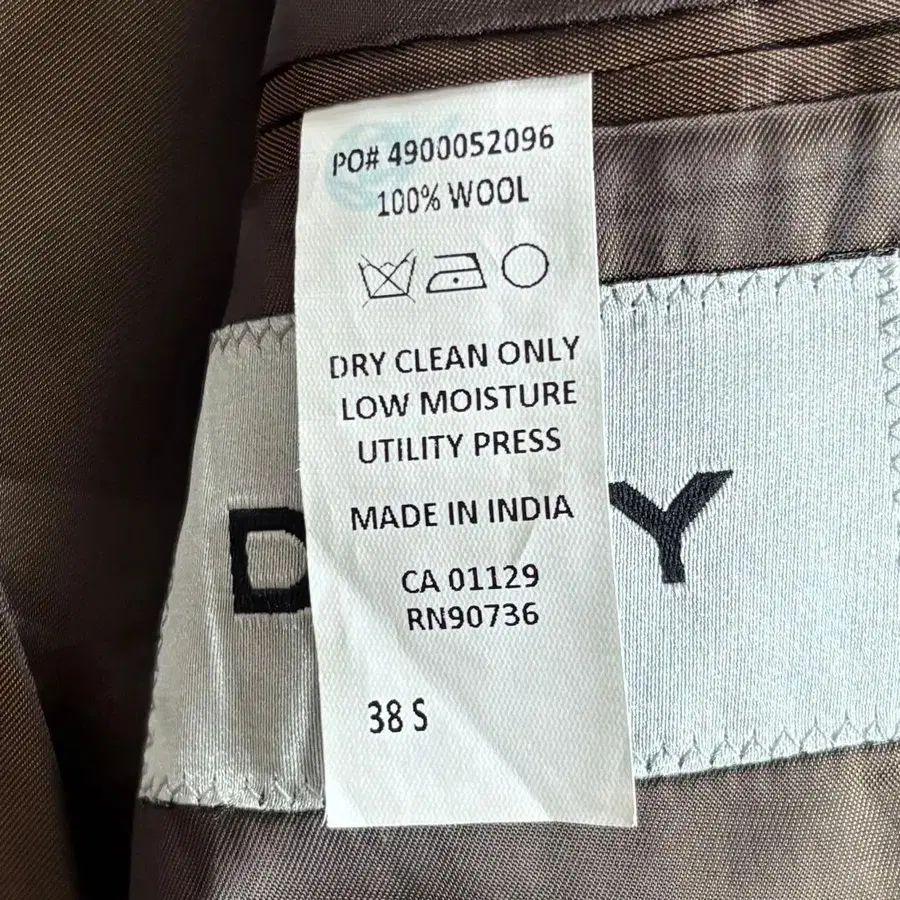 PO# 4900052096
100% WOOL
DRY CLEAN ONLY
LOW MOISTURE
UTILITY PRESS
D Y
MADE IN INDIA
CA 01129
RN90736
38 S